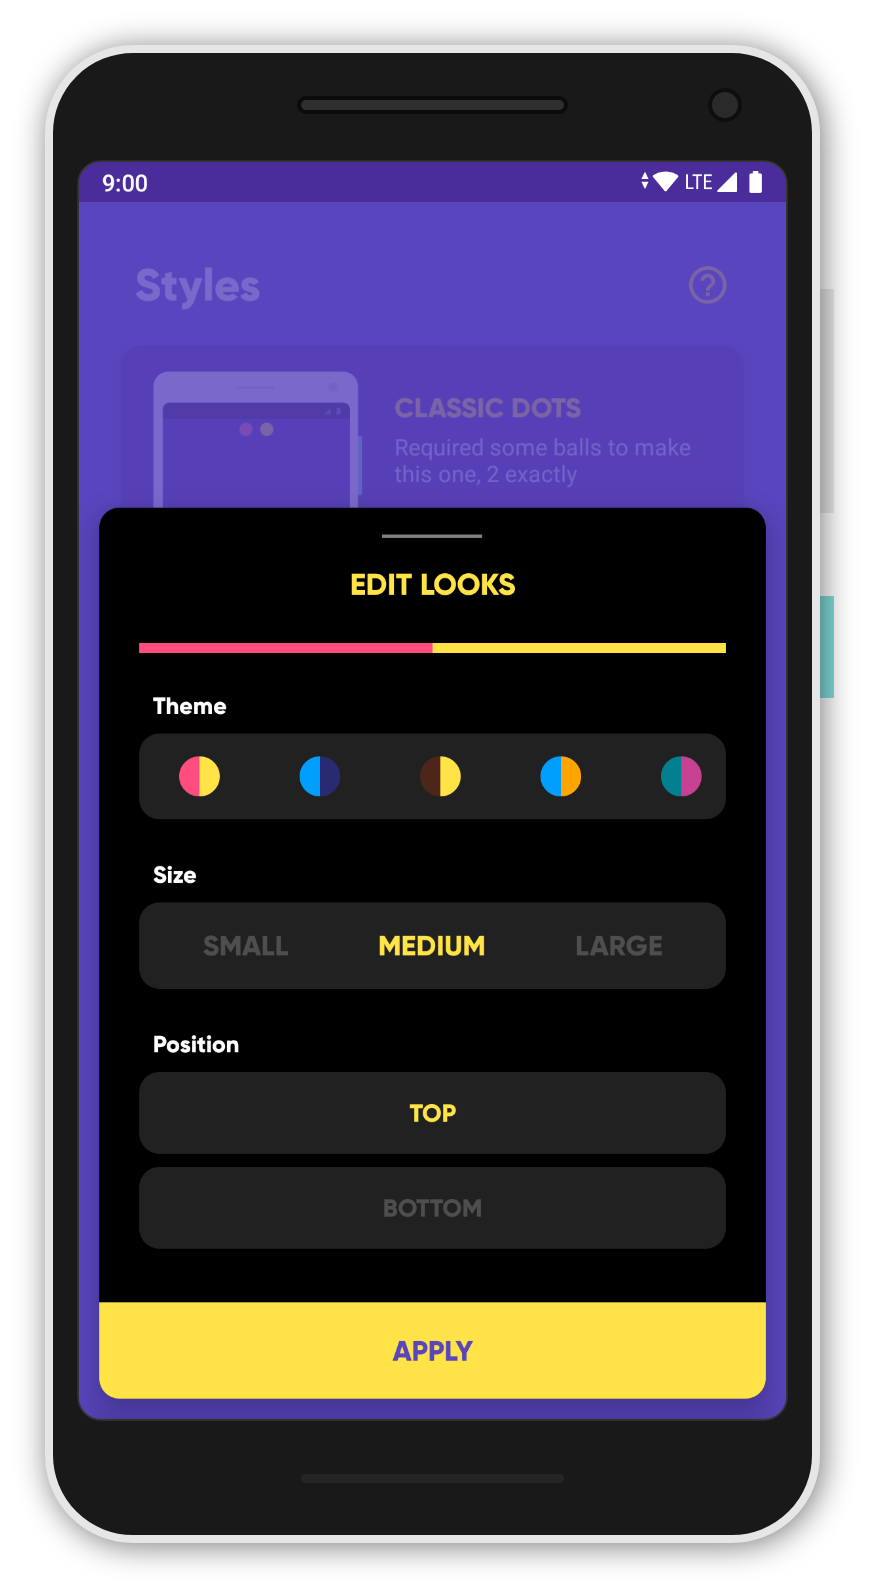 9:00
LTE
Styles
CLASSIC DOTS
Required some balls to make
this one, 2 exactly
EDIT LOOKS
Theme
Size
SMALL MEDIUM LARGE
Position
TOP
BOTTOM
APPLY